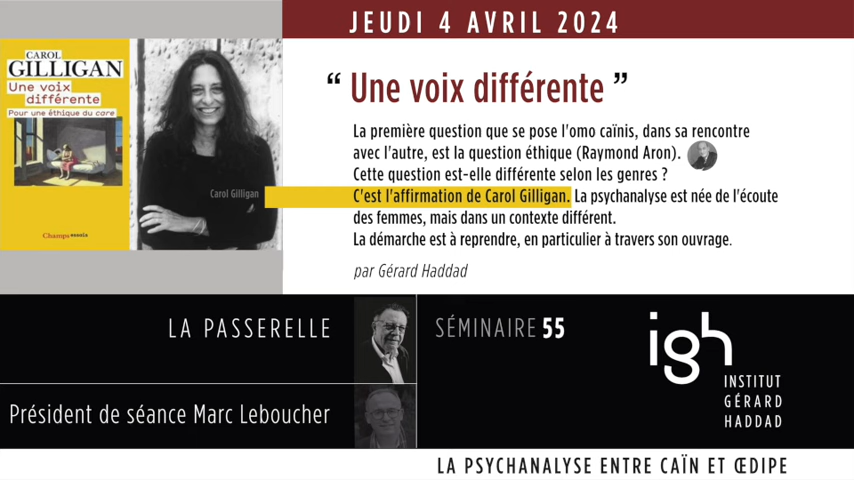 JEUDI 4 AVRIL 2024
CAROL
GILLIGAN
Une voix
différente
Pour une éthique du care
Champs essais
Carol Gilligan
“ Une voix différente ”
La première question que se pose l'omo caïnis, dans sa rencontre
avec l'autre, est la question éthique (Raymond Aron).
Cette question est-elle différente selon les genres ?
C'est l'affirmation de Carol Gilligan. La psychanalyse est née de l'écoute
des femmes, mais dans un contexte différent.
La démarche est à reprendre, en particulier à travers son ouvrage.
par Gérard Haddad
LA PASSERELLE
SÉMINAIRE 55
Président de séance Marc Leboucher
igh
INSTITUT
GÉRARD
HADDAD
LA PSYCHANALYSE ENTRE CAÏN ET ŒDIPE